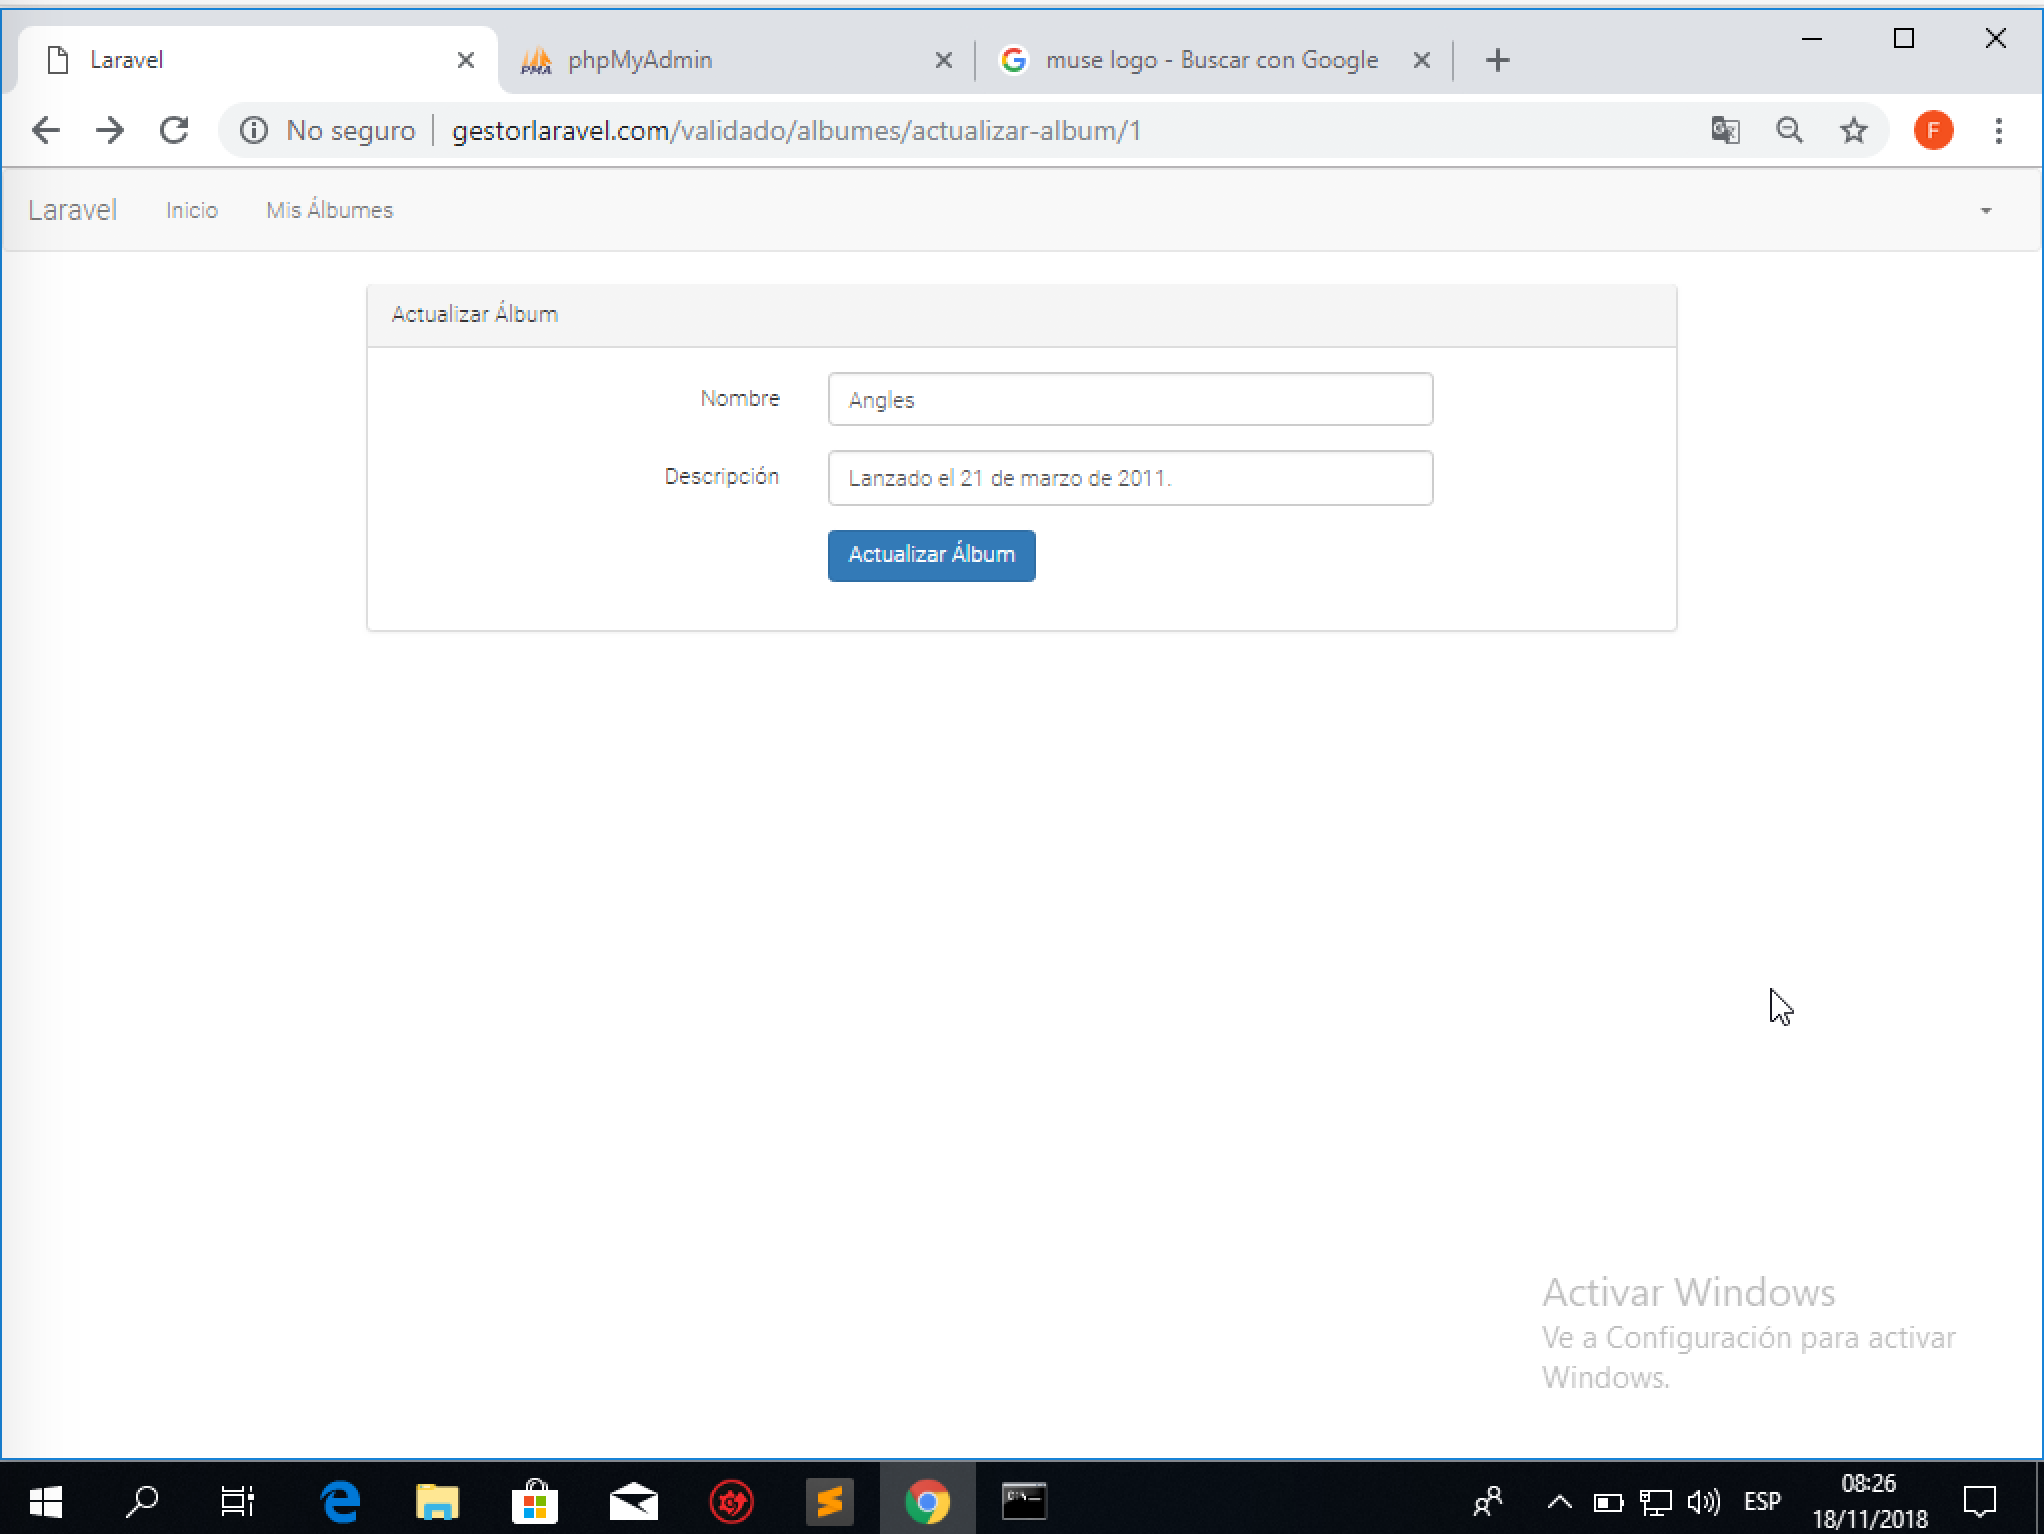 Laravel
phpMyAdmin
muse logo - Buscar con Google
No seguro
gestorlaravel.com/validado/albumes/actualizar-album/1
F
Laravel
Inicio
Mis Álbumes
Actualizar Álbum
Nombre
Angles
Descripción
Lanzado el 21 de marzo de 2011.
Actualizar Álbum
Activar Windows
Ve a Configuración para activar
Windows.
ESP
08:26
18/11/2018